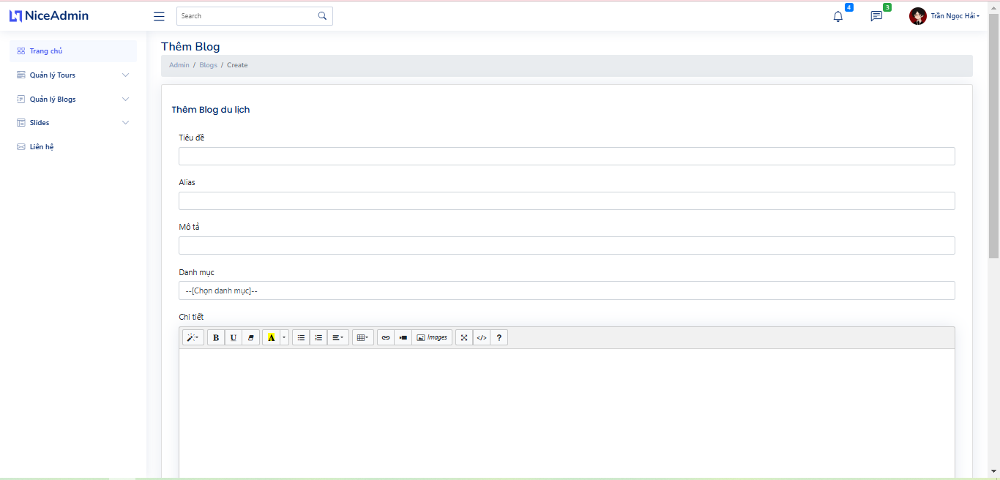 NiceAdmin
Search
4
3
Trần Ngọc Hải
Trang chủ
Quản lý Tours
Quản lý Blogs
Slides
Liên hệ
Thêm Blog
Admin / Blogs / Create
Thêm Blog du lịch
Tiêu đề
Alias
Mô tả
Danh mục
--[Chọn danh mục]--
Chi tiết
B U A Images </> ?